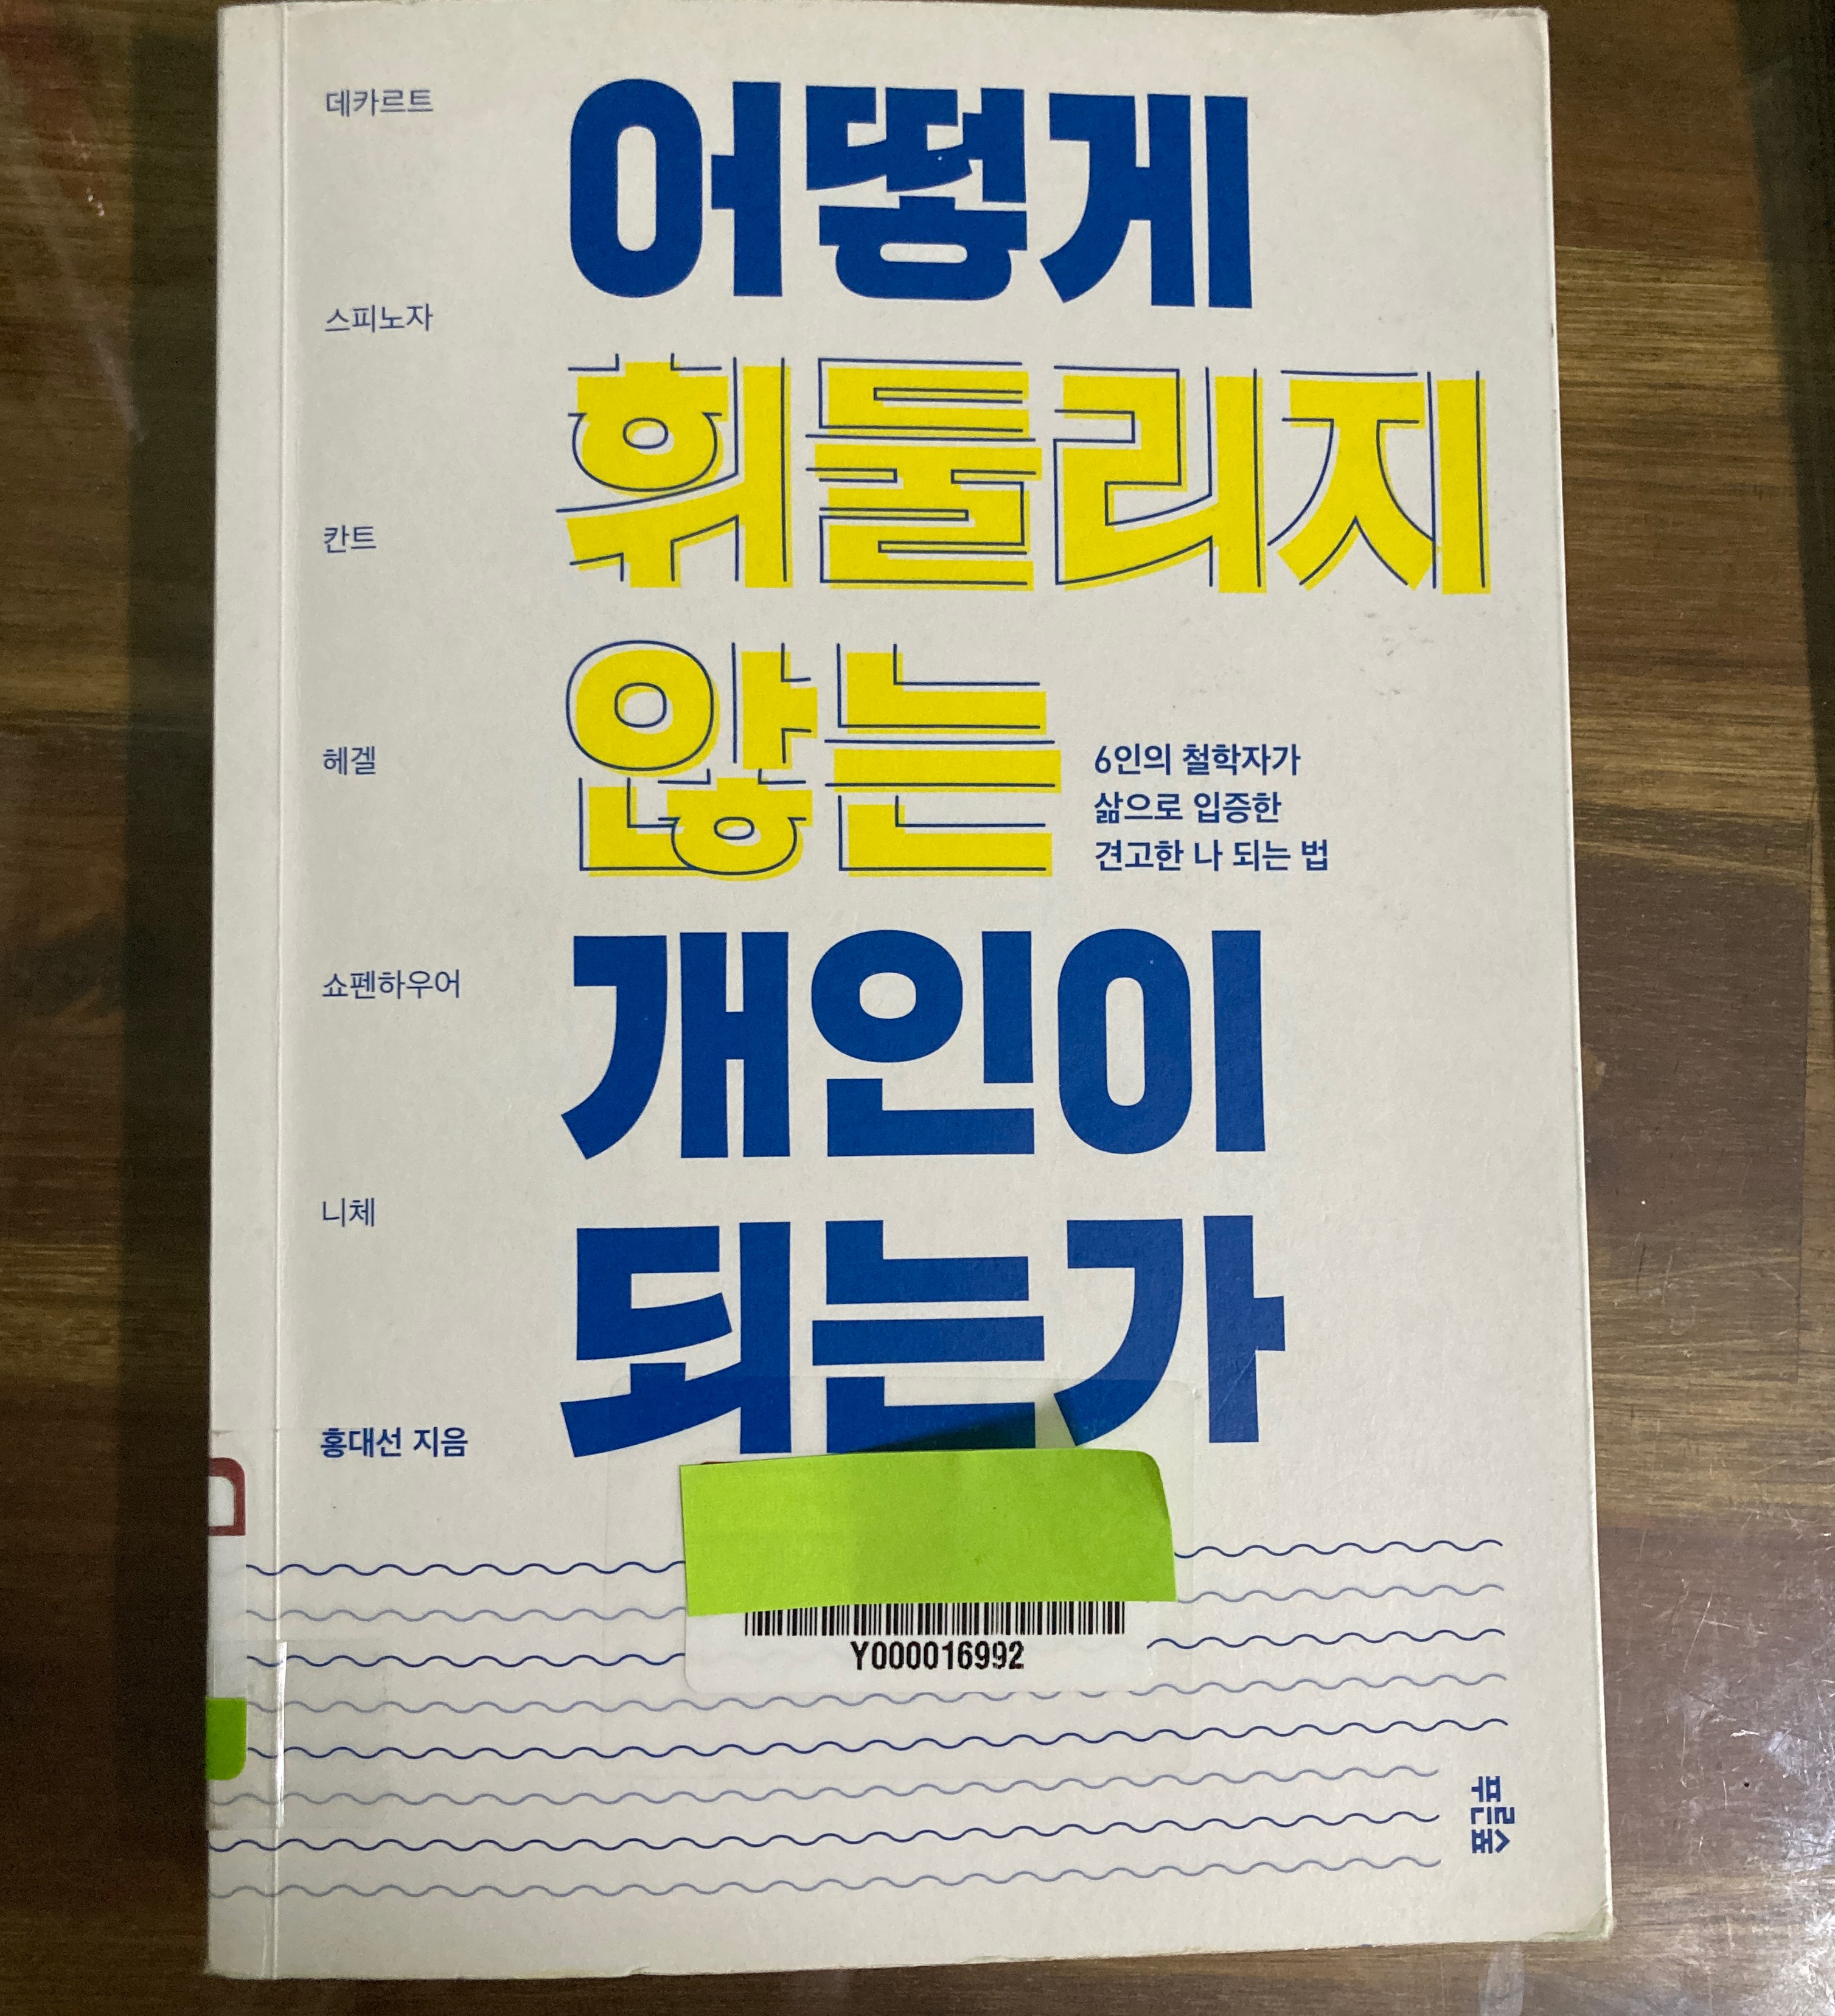 데카르트
스피노자
칸트
헤겔
쇼펜하우어
니체
홍대선 지음
어떻게
휘둘리지
않는
개인이
되는가
6인의 철학자가
삶으로 입증한
견고한 나 되는 법
Y000016992
푸른숲